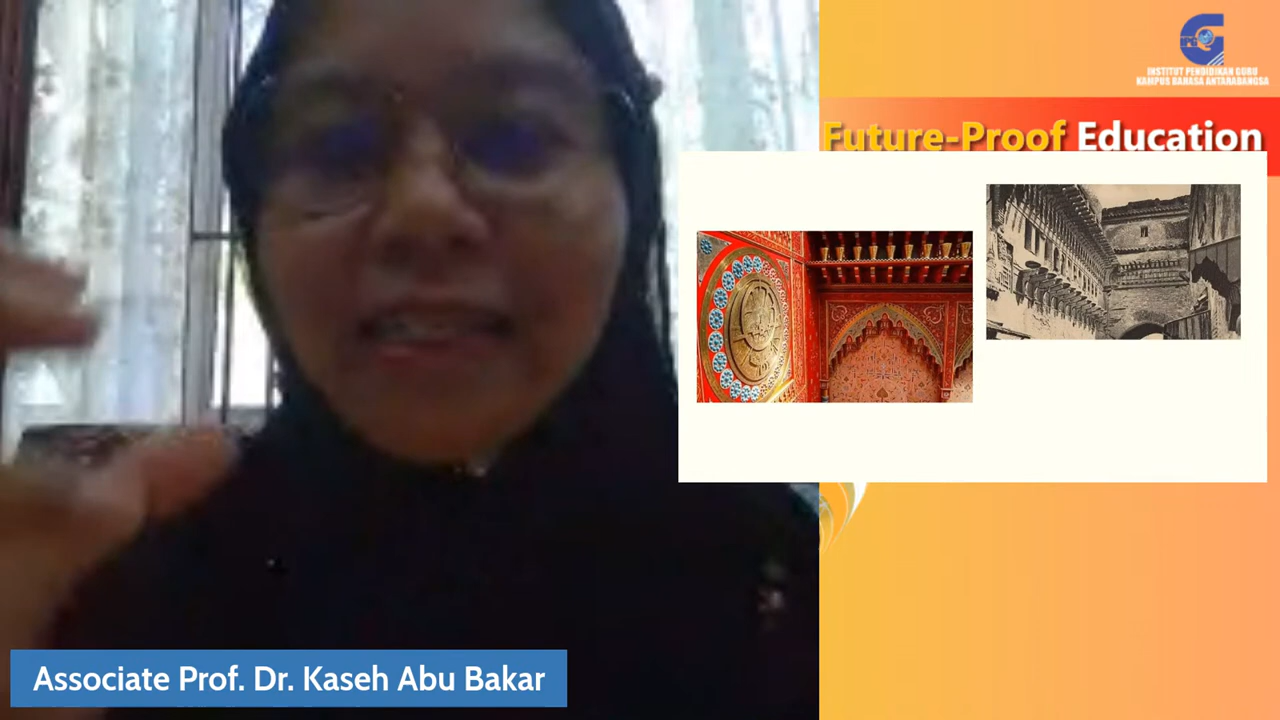 INSTITUT PENDIDIKAN GURU
KAMPUS BAHASA ANTARABANGSA
Future-Proof Education
Associate Prof. Dr. Kaseh Abu Bakar